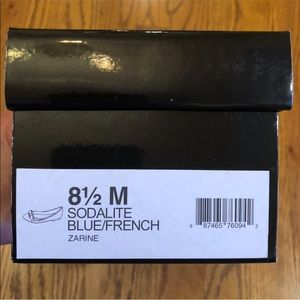 8½ M
SODALITE
BLUE/FRENCH
ZARINE
8 87465 76094 2